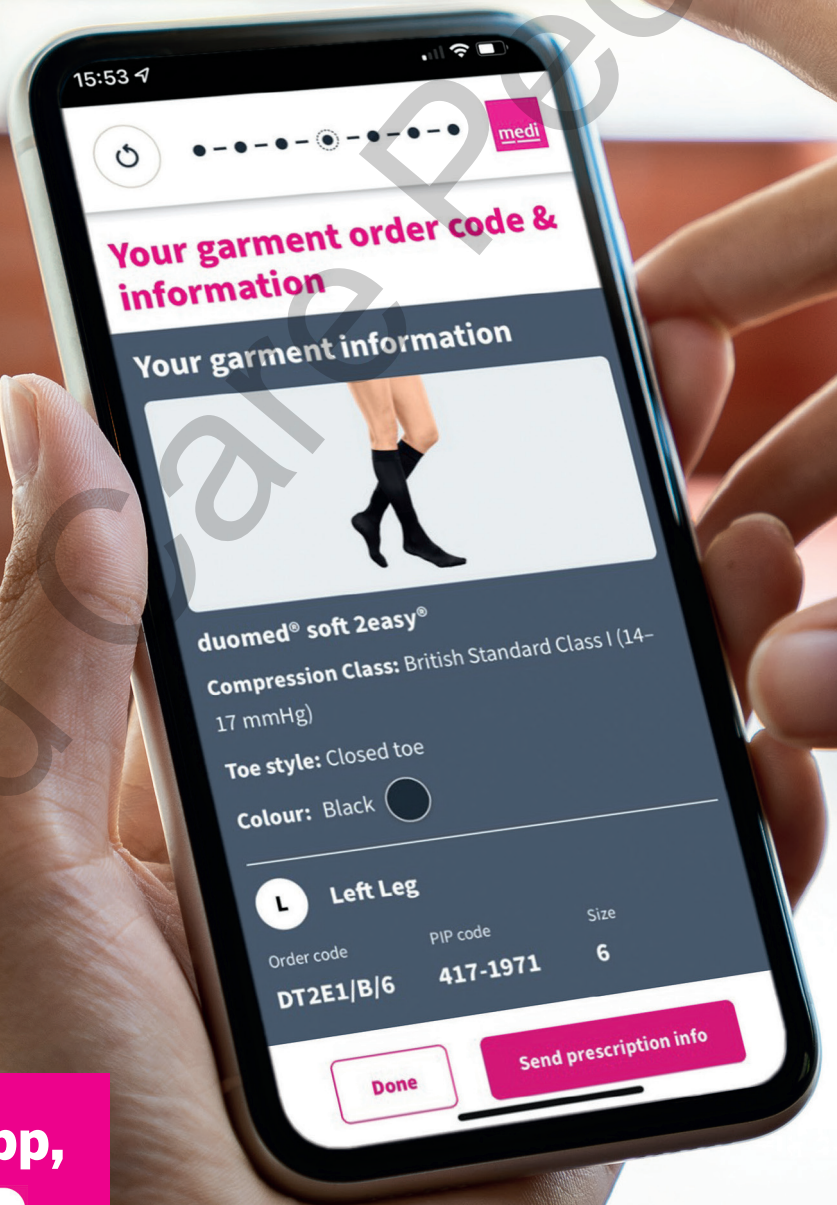 15:53
medi
Your garment order code &
information
Your garment information
duomed® soft 2easy®
Compression Class: British Standard Class I (14–
17 mmHg)
Toe style: Closed toe
Colour: Black
L Left Leg
Order code PIP code Size
DT2E1/B/6 417-1971 6
Done Send prescription info
Care